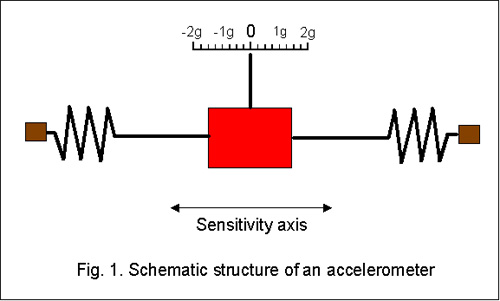 -2g -1g 0 1g 2g
Sensitivity axis
Fig. 1. Schematic structure of an accelerometer